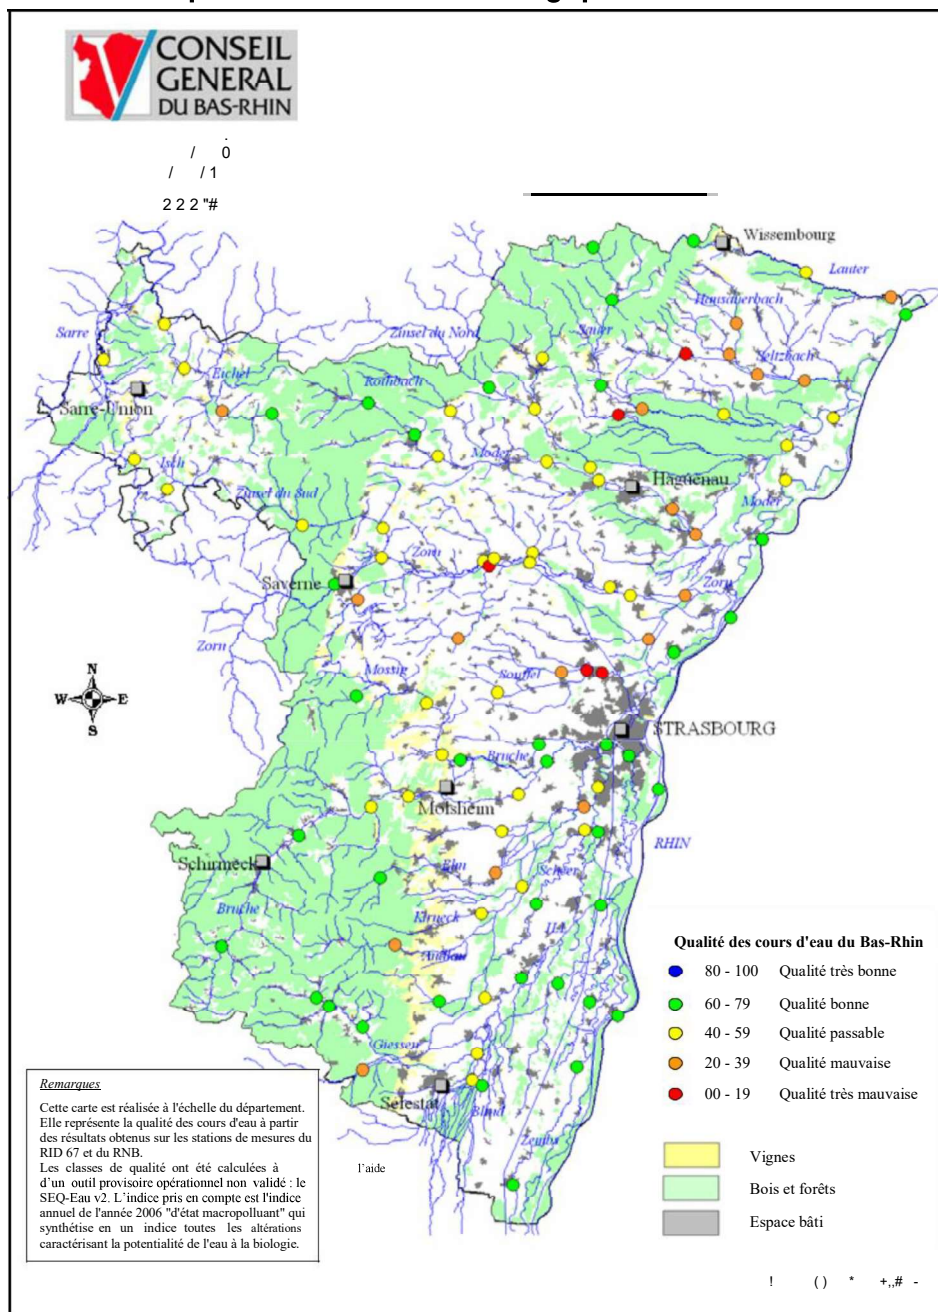 CONSEIL
GENERAL
DU BAS-RHIN
.
/ 0
/ / 1
2 2 2 "#
Wissembourg
Lauter
Hausauerbach
Sarre
Zinsel du Nord
Sauer
Seltzbach
Eichel
Rothbach
Sarre-Union
Isch
Moder
Haguenau
Zinsel du Sud
Moder
Zorn
Saverne
Zorn
Zorn
N
W E
S
Mossig
Souffel
STRASBOURG
Bruche
Molsheim
RHIN
Schirmeck
Ehn
Scheer
Bruche
Kirneck
ILL
Andlau
Giessen
Sélestat
Blind
Zembs
Qualité des cours d'eau du Bas-Rhin
80 - 100 Qualité très bonne
60 - 79 Qualité bonne
40 - 59 Qualité passable
20 - 39 Qualité mauvaise
00 - 19 Qualité très mauvaise
Vignes
Bois et forêts
Espace bâti
Remarques
Cette carte est réalisée à l'échelle du département.
Elle représente la qualité des cours d'eau à partir
des résultats obtenus sur les stations de mesures du
RID 67 et du RNB.
Les classes de qualité ont été calculées à l'aide
d'un outil provisoire opérationnel non validé : le
SEQ-Eau v2. L'indice pris en compte est l'indice
annuel de l'année 2006 "d'état macropolluant" qui
synthétise en un indice toutes les altérations
caractérisant la potentialité de l'eau à la biologie.
! ( ) * +,,# -